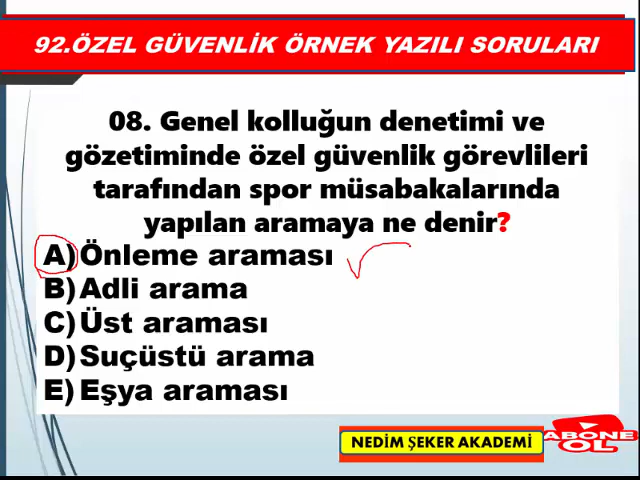 92.ÖZEL GÜVENLİK ÖRNEK YAZILI SORULARI
08. Genel kolluğun denetimi ve
gözetiminde özel güvenlik görevlileri
tarafından spor müsabakalarında
yapılan aramaya ne denir?
A) Önleme araması
B) Adli arama
C) Üst araması
D) Suçüstü arama
E) Eşya araması
NEDİM ŞEKER AKADEMİ
ABONE
OL